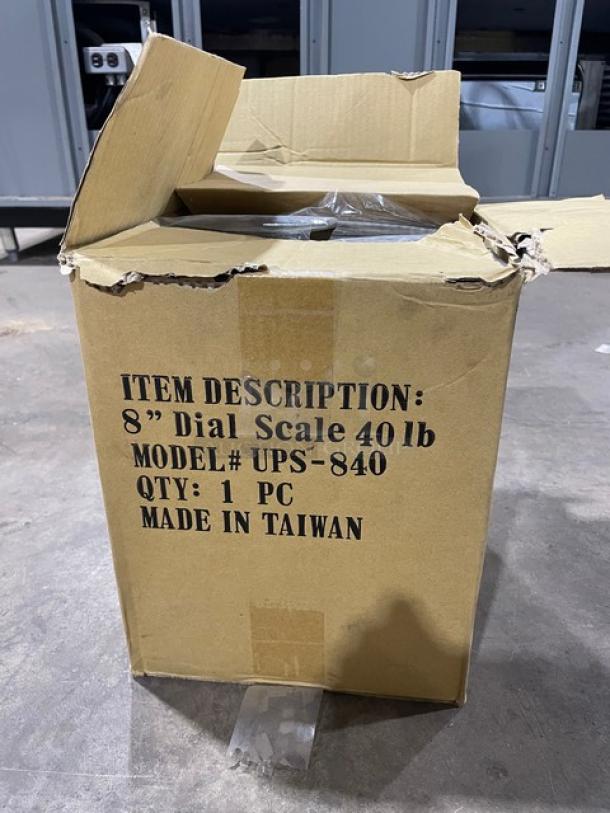 ITEM DESCRIPTION:
8” Dial Scale 40 lb
MODEL# UPS-840
QTY: 1 PC
MADE IN TAIWAN